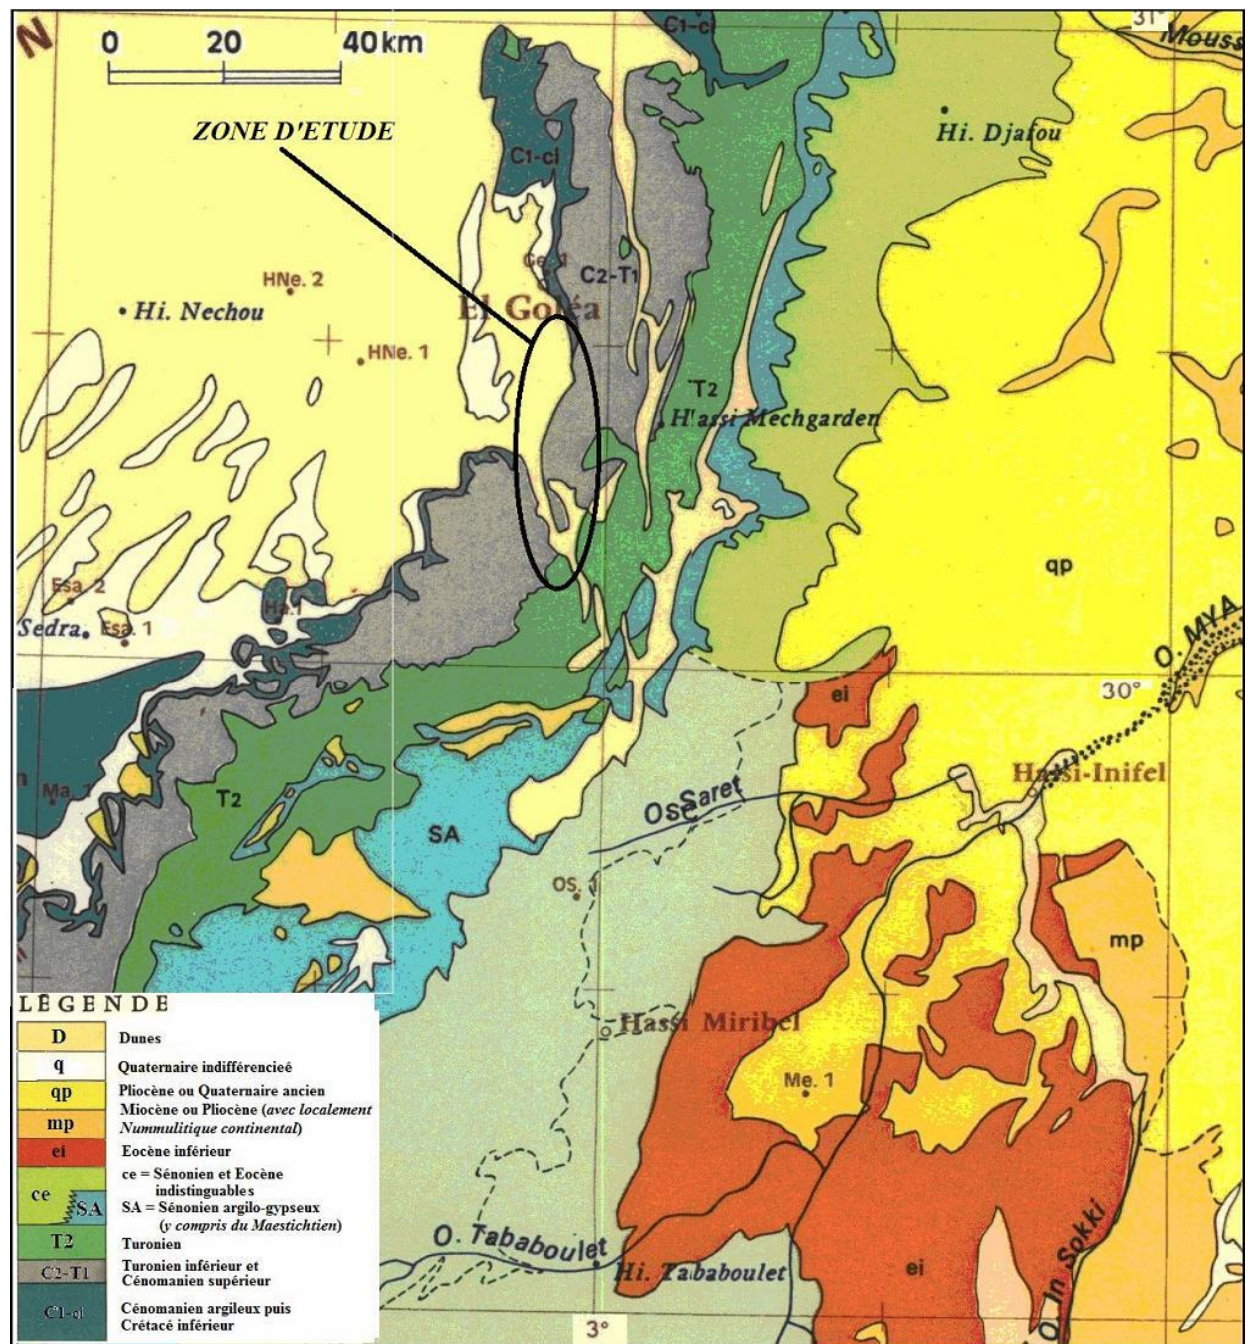 N
0 20 40 km
ZONE D'ETUDE
C1-ci
31°
Mouss
Hi. Djafou
C1-ci
HNe. 2
Hi. Nechou
C2-T1
El Goléa
HNe. 1
T2
H'assi Mechgarden
qp
Esa. 2
Sedra
Esa. 1
Ha.1
O. MYA
30°
ei
Hassi-Inifel
Ma. 1
T2
SA
Os Saret
OS. 1
mp
Hassi Miribel
Me. 1
O. Tababoulet
Hi. Tababoulet
ei
O. In Sokki
3°
LÉGENDE
D Dunes
q Quaternaire indifférencieé
qp Pliocène ou Quaternaire ancien
mp Miocène ou Pliocène (avec localement
Nummulitique continental)
ei Eocène inférieur
ce ce = Sénonien et Eocène
indistinguables
SA SA = Sénonien argilo-gypseux
(y compris du Maestichtien)
T2 Turonien
C2-T1 Turonien inférieur et
Cénomanien supérieur
C1-ci Cénomanien argileux puis
Crétacé inférieur